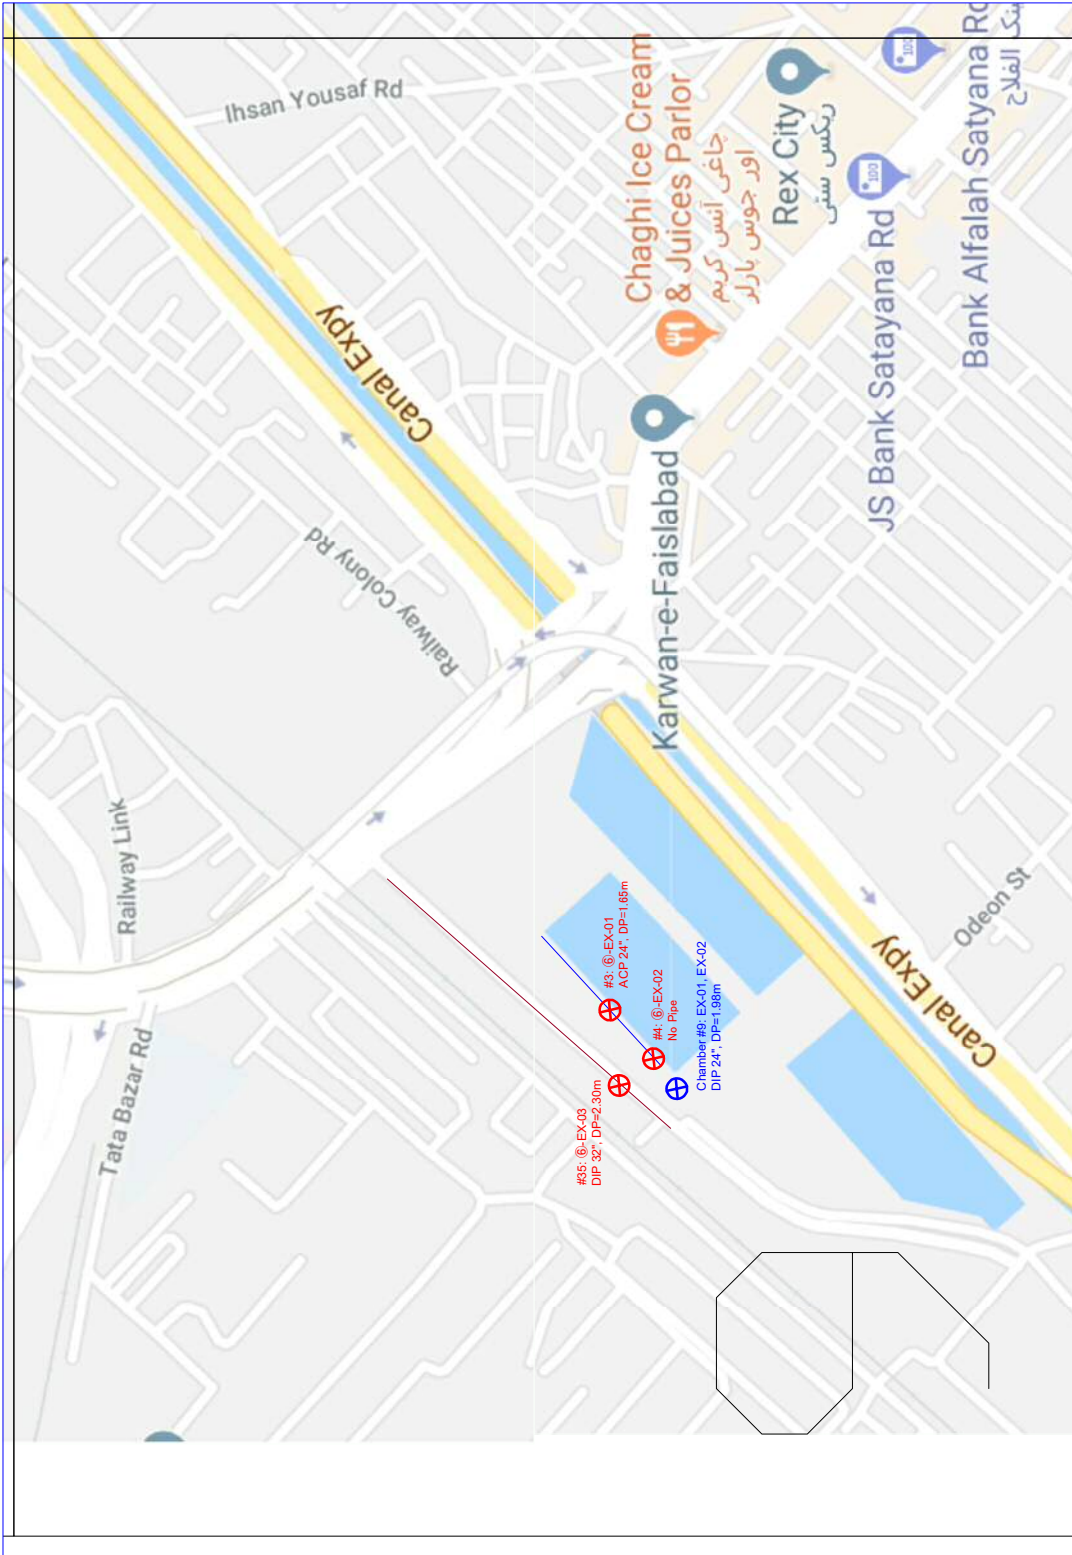 Ihsan Yousaf Rd
Canal Expy
Railway Colony Rd
Railway Link
Tata Bazar Rd
Chaghi Ice Cream
& Juices Parlor
چاغی آئس کریم
اور جوس پارلر
Rex City
ریکس سٹی
JS Bank Satayana Rd
Bank Alfalah Satyana Rd
بنک الفلاح
Karwan-e-Faislabad
#3: ⑥-EX-01
ACP 24", DP=1.65m
#4: ⑥-EX-02
No Pipe
Chamber #9: EX-01, EX-02
DIP 24", DP=1.98m
#35: ⑥-EX-03
DIP 32", DP=2.30m
Canal Expy
Odeon St
100
100
9